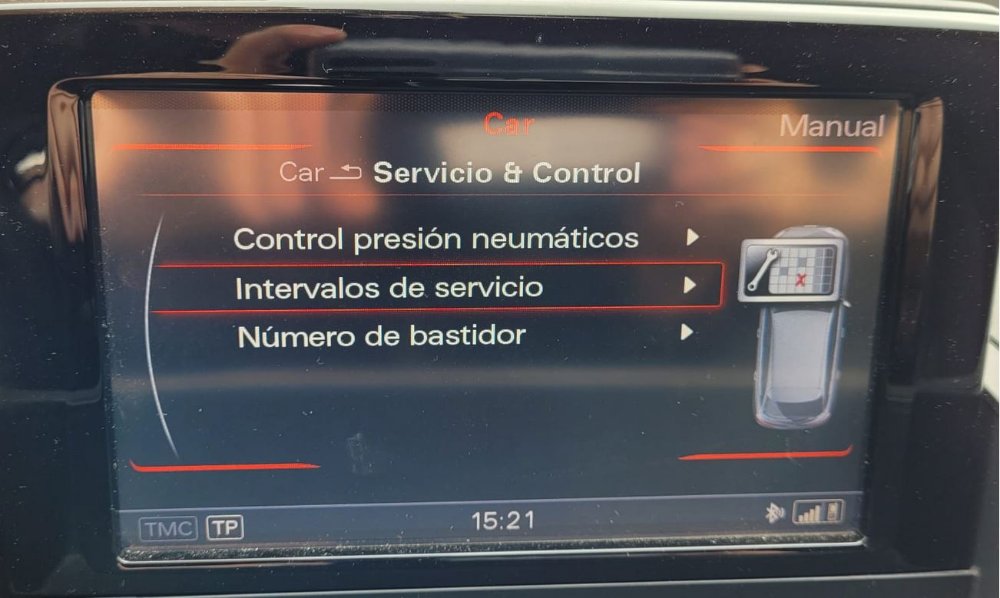 Car
Manual
Car Servicio & Control
Control presión neumáticos
Intervalos de servicio
Número de bastidor
TMC TP 15:21